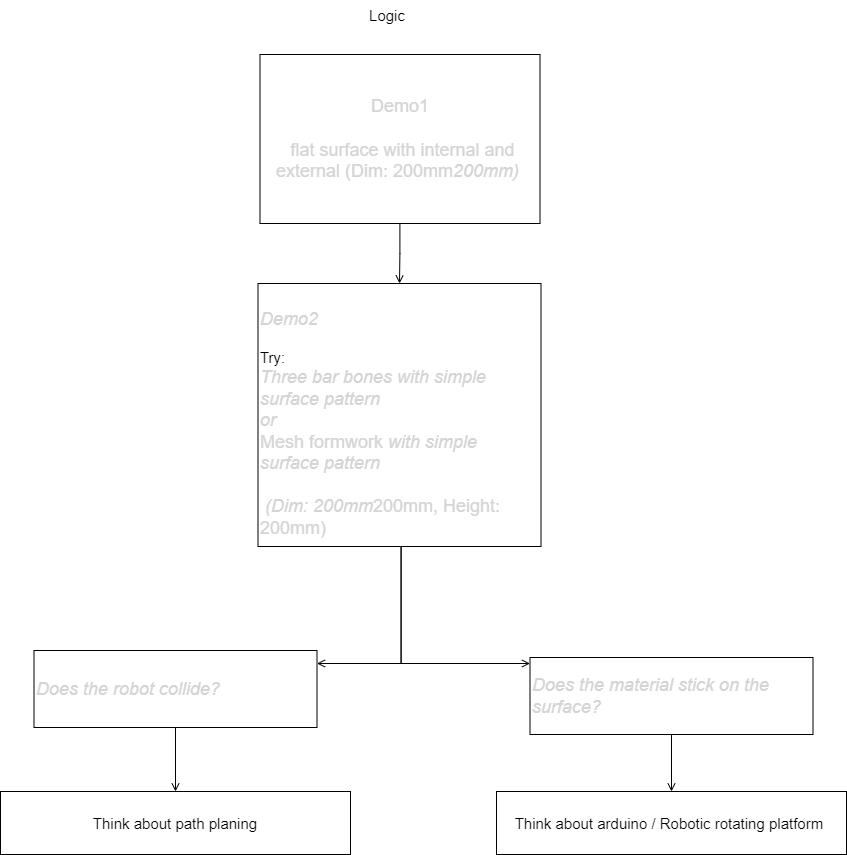 Logic
Demo1
flat surface with internal and
external (Dim: 200mm200mm)
Demo2
Try:
Three bar bones with simple
surface pattern
or
Mesh formwork with simple
surface pattern
(Dim: 200mm200mm, Height:
200mm)
Does the robot collide?
Does the material stick on the
surface?
Think about path planing
Think about arduino / Robotic rotating platform